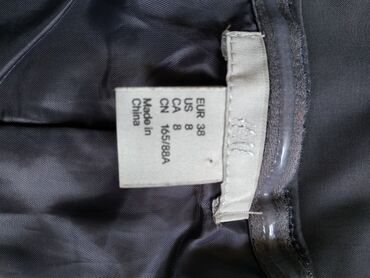 H&M
EUR 38
US 8
CA 8
CN 165/88A
Made in
China